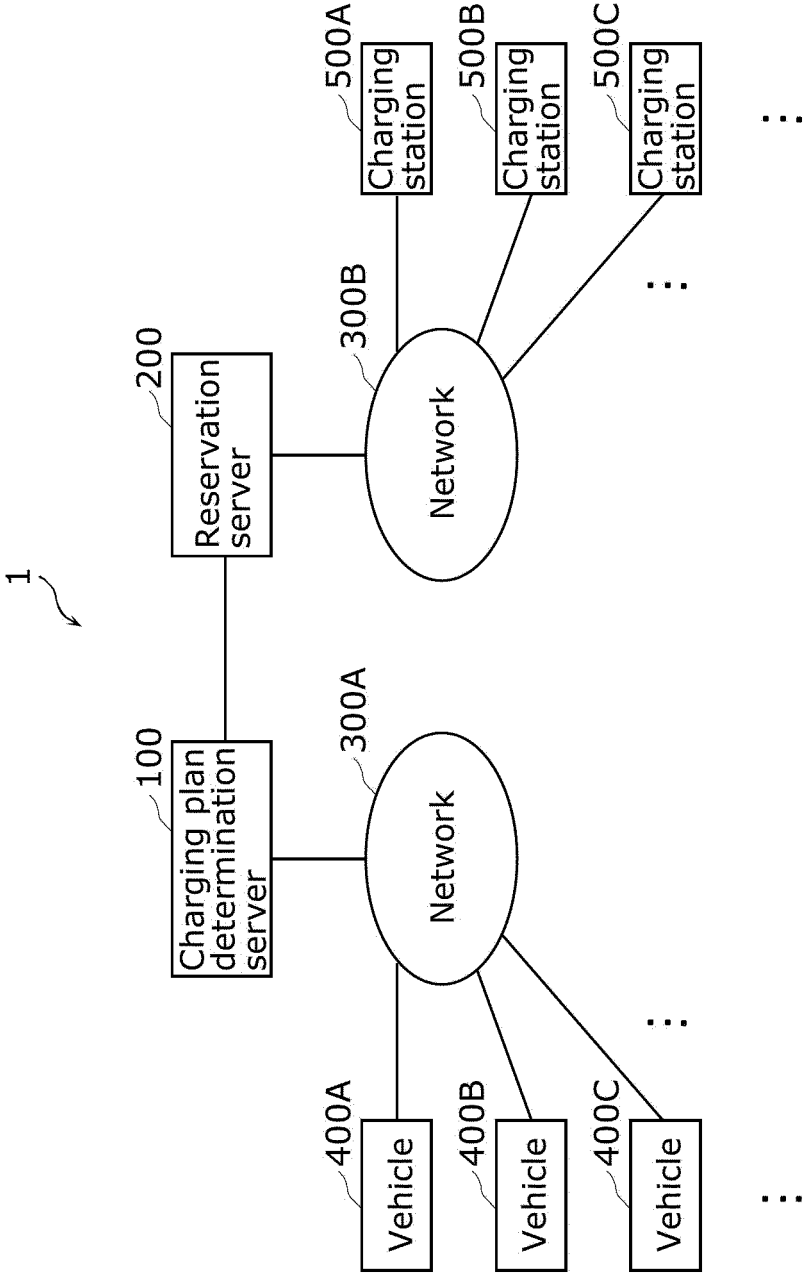 1
100
Charging plan
determination
server
200
Reservation
server
300A
Network
300B
Network
400A
Vehicle
400B
Vehicle
400C
Vehicle
...
...
500A
Charging
station
500B
Charging
station
500C
Charging
station
...
...